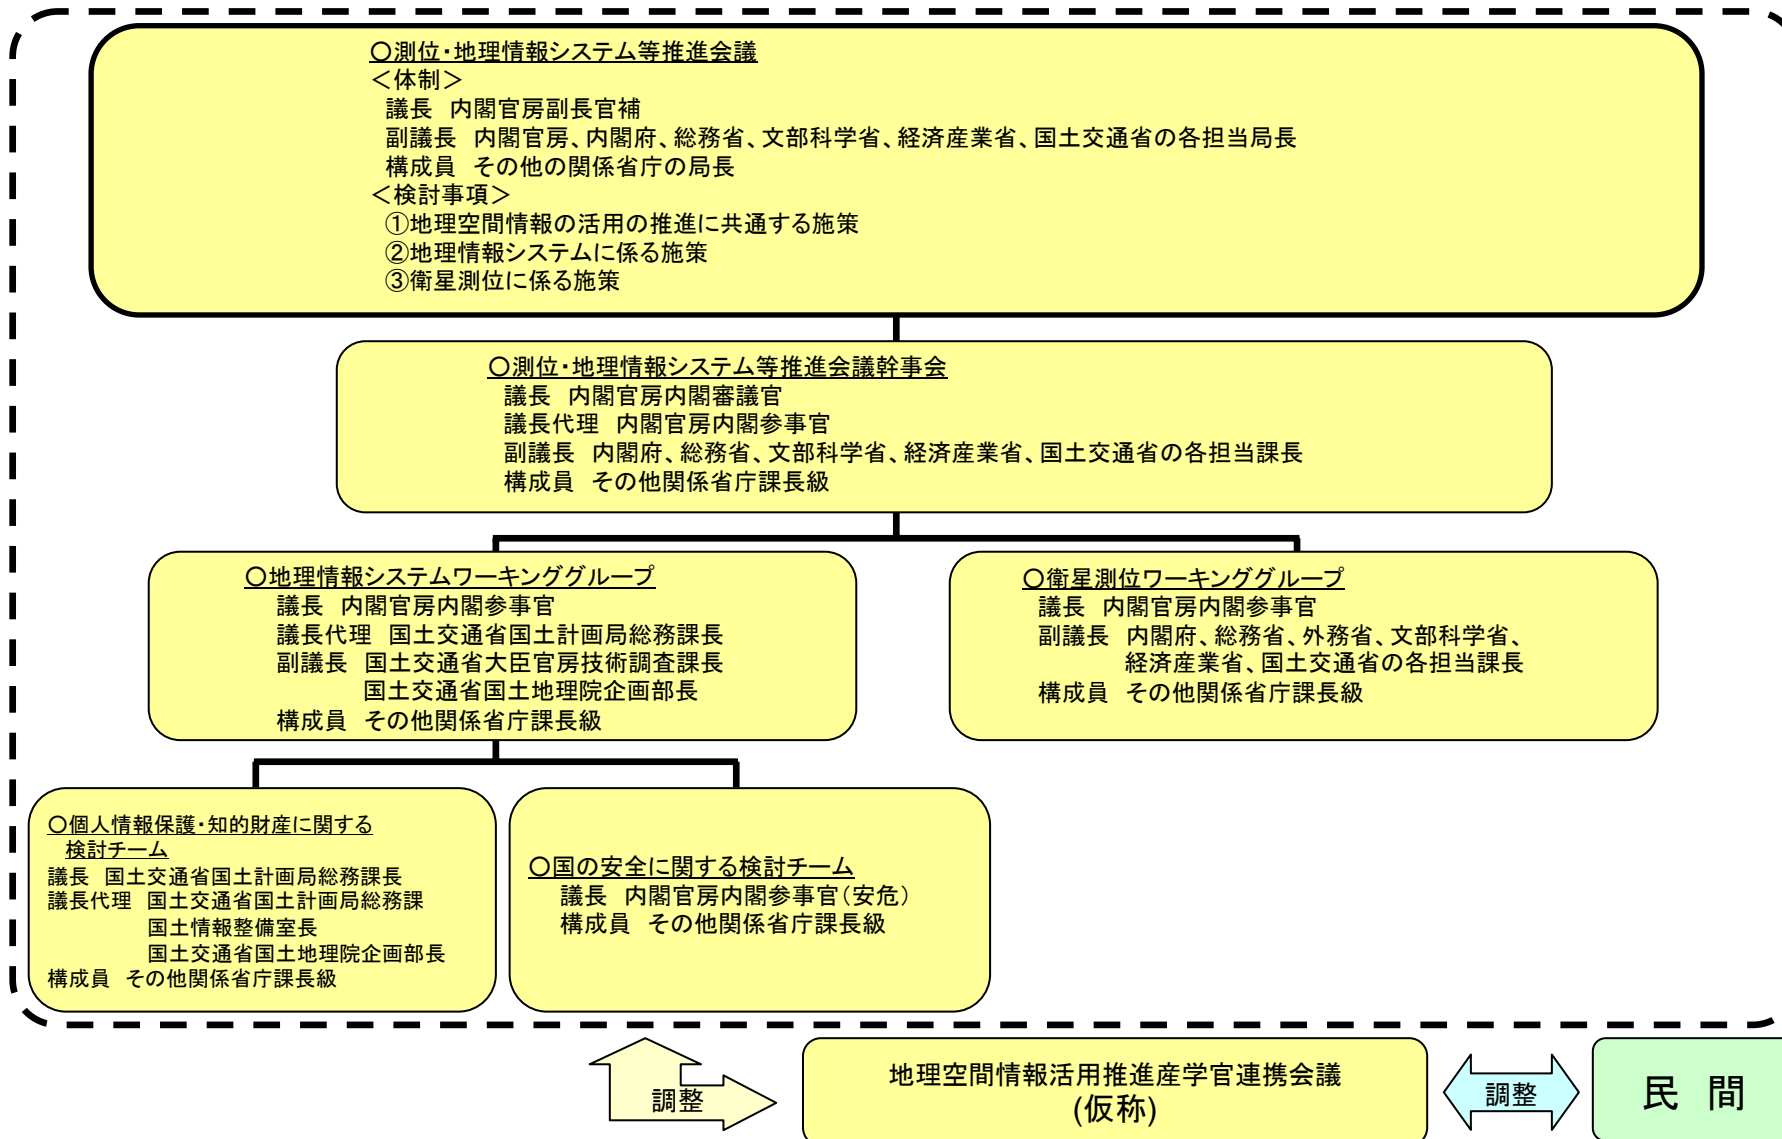 ○測位・地理情報システム等推進会議
＜体制＞
議長　内閣官房副長官補
副議長　内閣官房、内閣府、総務省、文部科学省、経済産業省、国土交通省の各担当局長
構成員　その他の関係省庁の局長
＜検討事項＞
①地理空間情報の活用の推進に共通する施策
②地理情報システムに係る施策
③衛星測位に係る施策
○測位・地理情報システム等推進会議幹事会
議長　内閣官房内閣審議官
議長代理　内閣官房内閣参事官
副議長　内閣府、総務省、文部科学省、経済産業省、国土交通省の各担当課長
構成員　その他関係省庁課長級
○地理情報システムワーキンググループ
議長　内閣官房内閣参事官
議長代理　国土交通省国土計画局総務課長
副議長　国土交通省大臣官房技術調査課長
国土交通省国土地理院企画部長
構成員　その他関係省庁課長級
○衛星測位ワーキンググループ
議長　内閣官房内閣参事官
副議長　内閣府、総務省、外務省、文部科学省、
経済産業省、国土交通省の各担当課長
構成員　その他関係省庁課長級
○個人情報保護・知的財産に関する
検討チーム
議長　国土交通省国土計画局総務課長
議長代理　国土交通省国土計画局総務課
国土情報整備室長
国土交通省国土地理院企画部長
構成員　その他関係省庁課長級
○国の安全に関する検討チーム
議長　内閣官房内閣参事官（安危）
構成員　その他関係省庁課長級
調整
地理空間情報活用推進産学官連携会議
(仮称)
調整
民　間